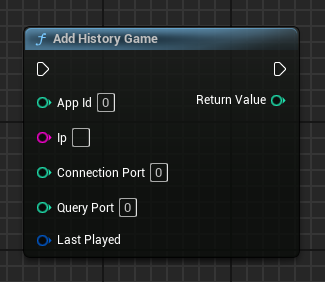 f Add History Game
App Id 0
Return Value
Ip
Connection Port 0
Query Port 0
Last Played